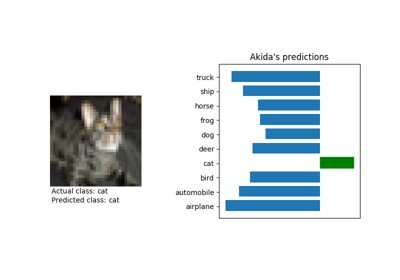 Akida's predictions
truck
ship
horse
frog
dog
deer
cat
bird
automobile
airplane
Actual class: cat
Predicted class: cat